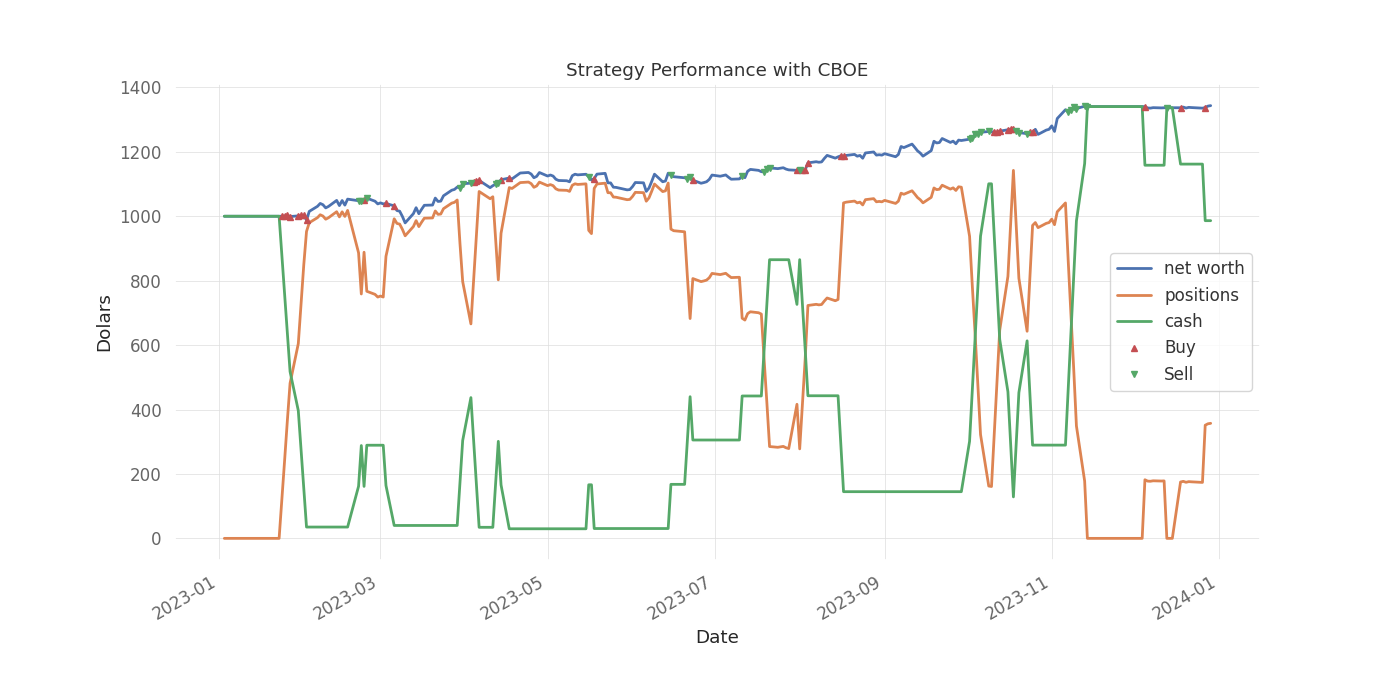 Strategy Performance with CBOE
1400
1200
1000
800
600
400
200
0
Dolars
net worth
positions
cash
Buy
Sell
2023-01
2023-03
2023-05
2023-07
2023-09
2023-11
2024-01
Date